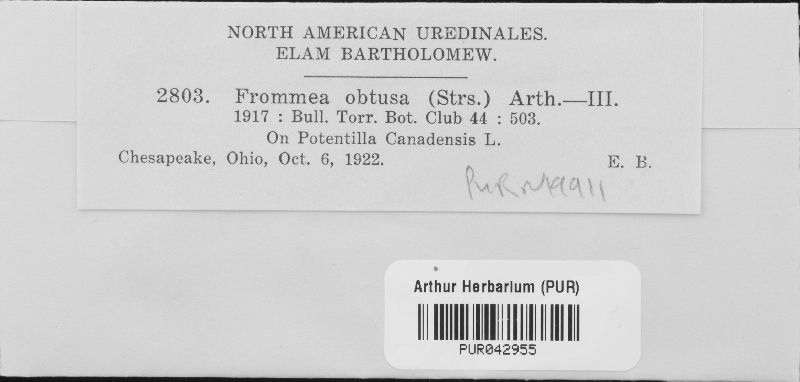 NORTH AMERICAN UREDINALES.
ELAM BARTHOLOMEW.
2803. Frommea obtusa (Strs.) Arth.—III.
1917 : Bull. Torr. Bot. Club 44 : 503.
On Potentilla Canadensis L.
Chesapeake, Ohio, Oct. 6, 1922. E. B.
PUR
Arthur Herbarium (PUR)
PUR042955